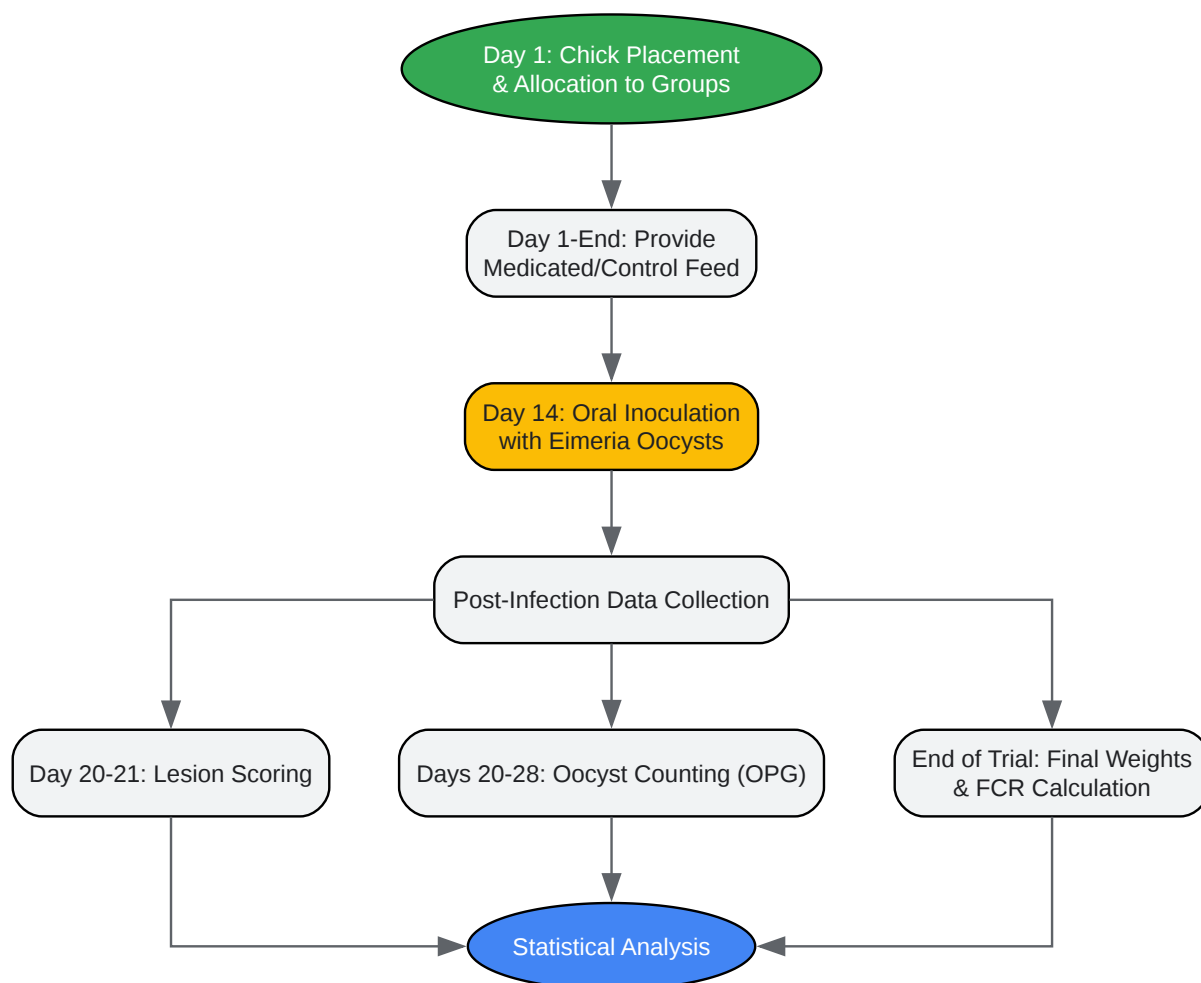 Day 1: Chick Placement
& Allocation to Groups
Day 1-End: Provide
Medicated/Control Feed
Day 14: Oral Inoculation
with Eimeria Oocysts
Post-Infection Data Collection
Day 20-21: Lesion Scoring
Days 20-28: Oocyst Counting (OPG)
End of Trial: Final Weights
& FCR Calculation
Statistical Analysis